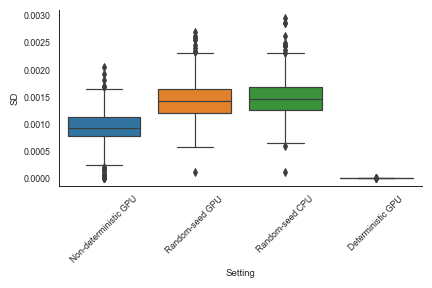 0.0030
0.0025
0.0020
0.0015
0.0010
0.0005
0.0000
SD
Non-deterministic GPU
Random-seed GPU
Random-seed CPU
Deterministic GPU
Setting